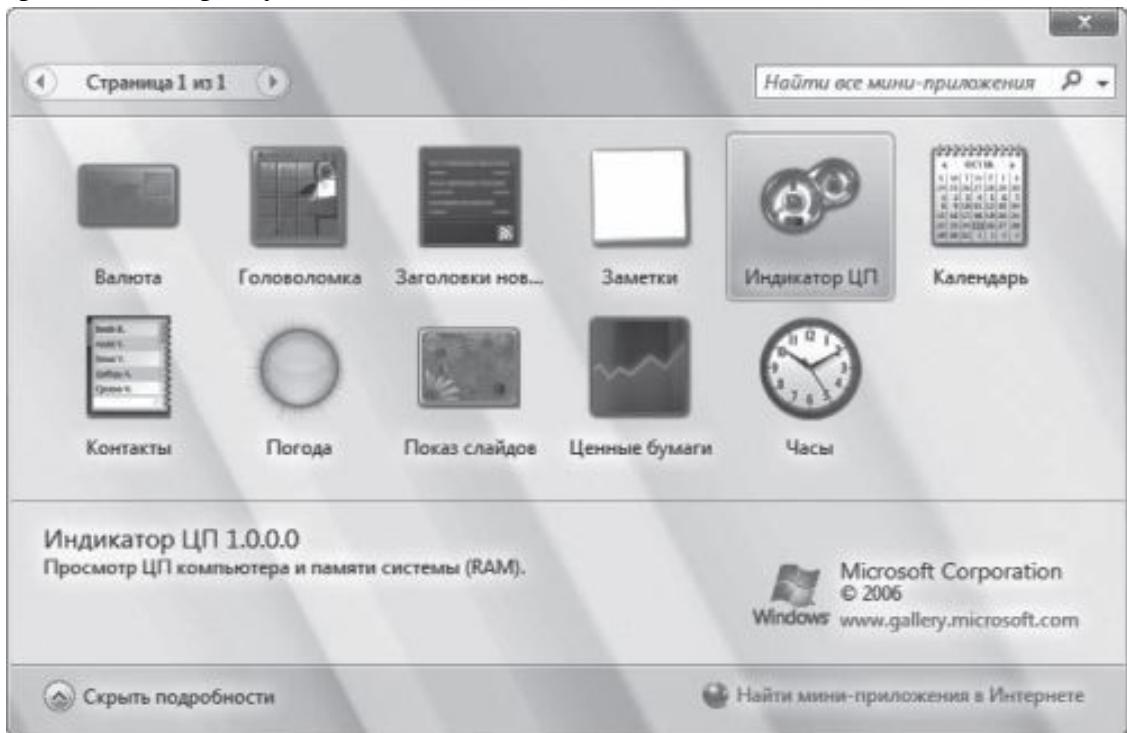 Страница 1 из 1
Найти все мини-приложения
Валюта
Головоломка
Заголовки нов...
Заметки
Индикатор ЦП
Календарь
Контакты
Погода
Показ слайдов
Ценные бумаги
Часы
Индикатор ЦП 1.0.0.0
Просмотр ЦП компьютера и памяти системы (RAM).
Windows
Microsoft Corporation
© 2006
www.gallery.microsoft.com
Скрыть подробности
Найти мини-приложения в Интернете